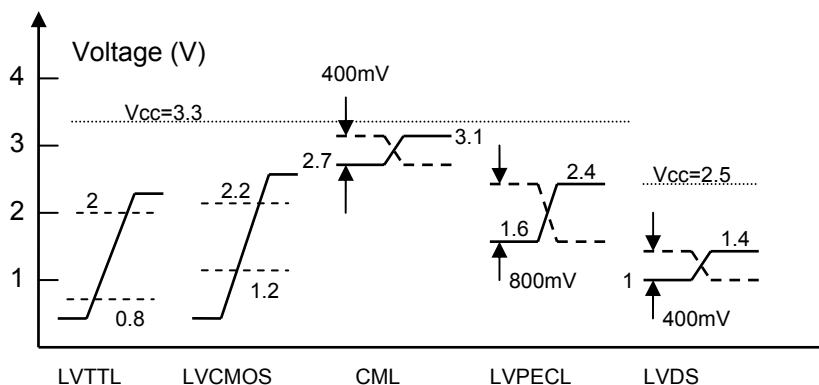 Voltage (V)
4
400mV
Vcc=3.3
3
3.1
2.7
2.4
Vcc=2.5
2.2
2
2
1.6
1.4
1.2
800mV
1
1
0.8
400mV
LVTTL LVCMOS CML LVPECL LVDS